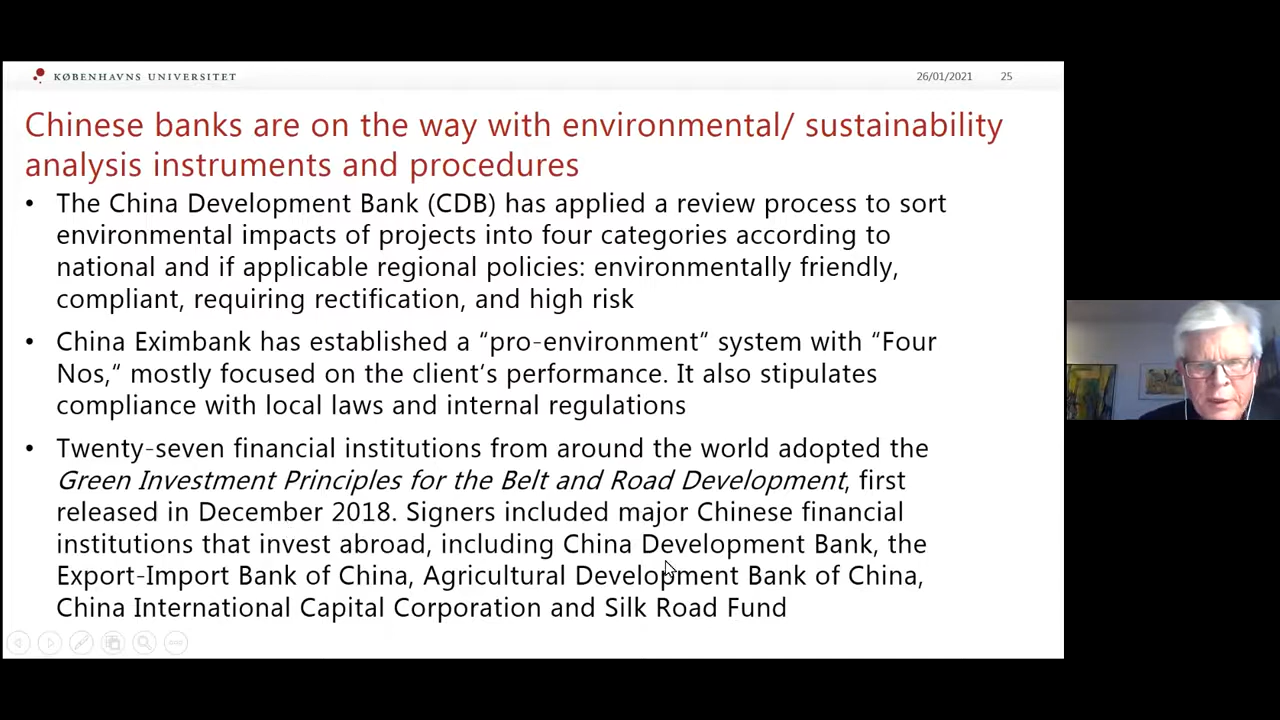 KØBENHAVNS UNIVERSITET
26/01/2021 25
Chinese banks are on the way with environmental/ sustainability
analysis instruments and procedures
• The China Development Bank (CDB) has applied a review process to sort
environmental impacts of projects into four categories according to
national and if applicable regional policies: environmentally friendly,
compliant, requiring rectification, and high risk
• China Eximbank has established a “pro-environment” system with “Four
Nos,“ mostly focused on the client‘s performance. It also stipulates
compliance with local laws and internal regulations
• Twenty-seven financial institutions from around the world adopted the
Green Investment Principles for the Belt and Road Development, first
released in December 2018. Signers included major Chinese financial
institutions that invest abroad, including China Development Bank, the
Export-Import Bank of China, Agricultural Development Bank of China,
China International Capital Corporation and Silk Road Fund